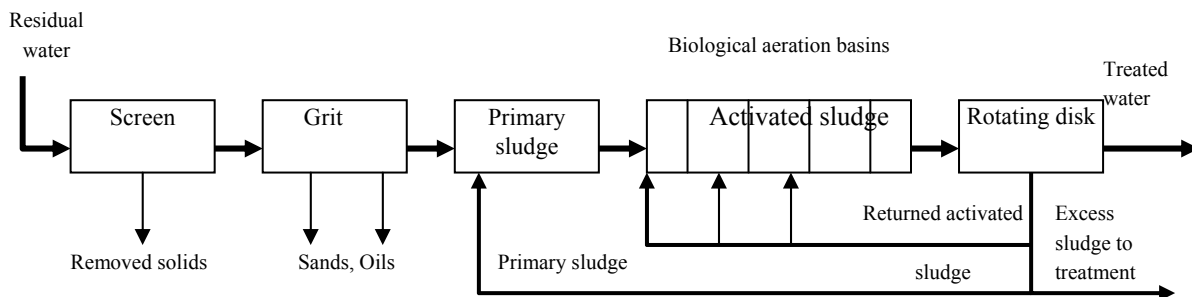 Residual
water
Biological aeration basins
Treated
water
Screen
Grit
Primary
sludge
Activated sludge
Rotating disk
Removed solids
Sands, Oils
Primary sludge
Returned activated
sludge
Excess
sludge to
treatment